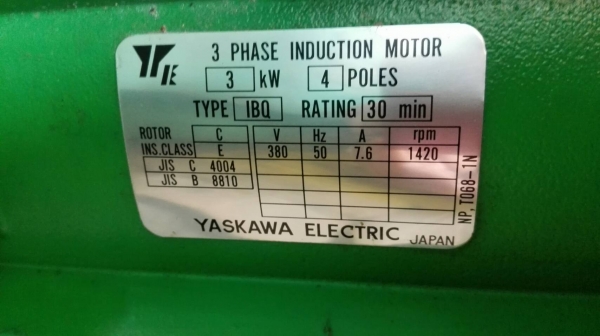 YE
3 PHASE INDUCTION MOTOR
3 kW 4 POLES
TYPE IBQ RATING 30 min
ROTOR C V Hz A rpm
INS.CLASS E 380 50 7.6 1420
JIS C 4004
JIS B 8810
NP,T068-1N
YASKAWA ELECTRIC JAPAN